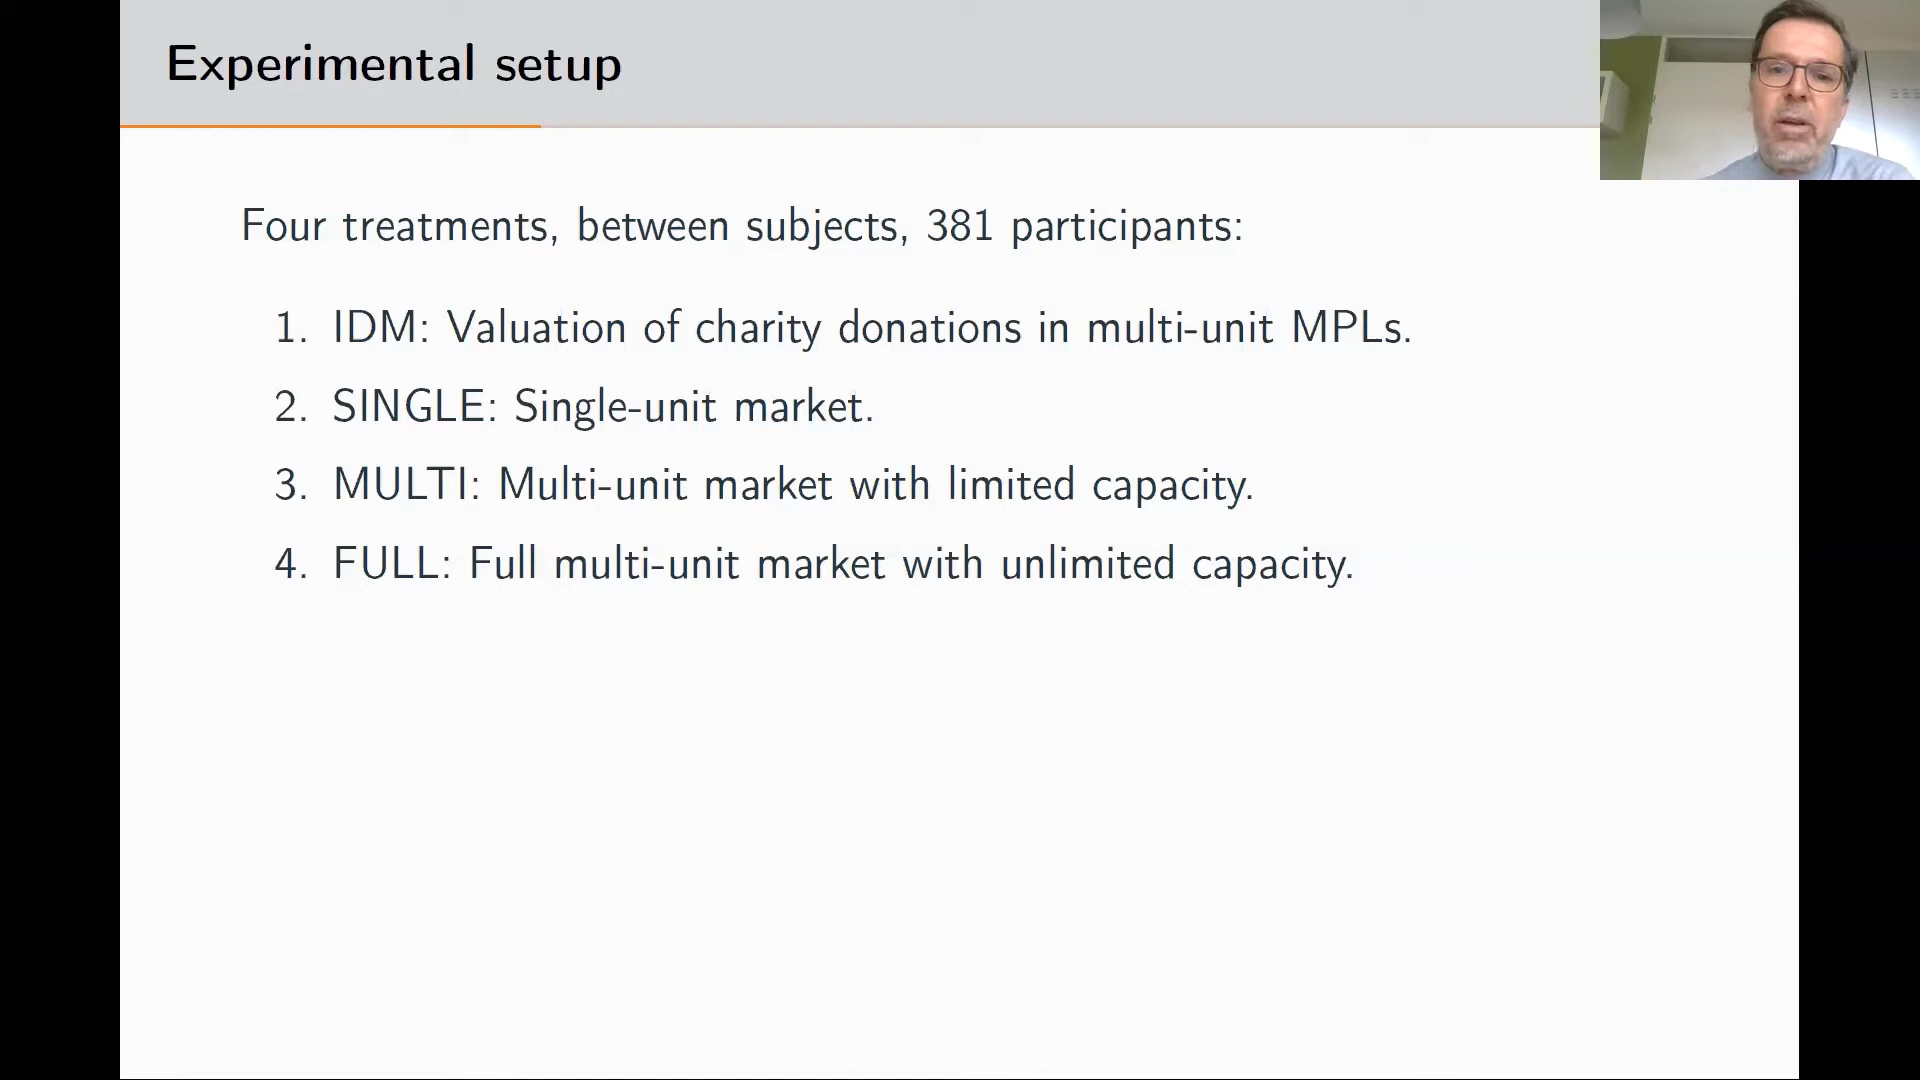 Experimental setup
Four treatments, between subjects, 381 participants:
1. IDM: Valuation of charity donations in multi-unit MPLs.
2. SINGLE: Single-unit market.
3. MULTI: Multi-unit market with limited capacity.
4. FULL: Full multi-unit market with unlimited capacity.